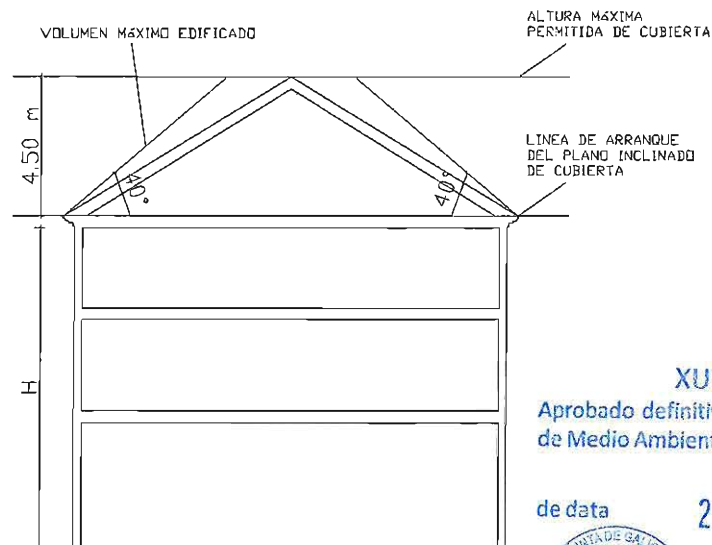 VOLUMEN MáXIMO EDIFICADO
ALTURA MáXIMA
PERMITIDA DE CUBIERTA
4.50 m
LINEA DE ARRANQUE
DEL PLANO INCLINADO
DE CUBIERTA
40°
40°
H
XU
Aprobado definiti
de Medio Ambien
de data 2